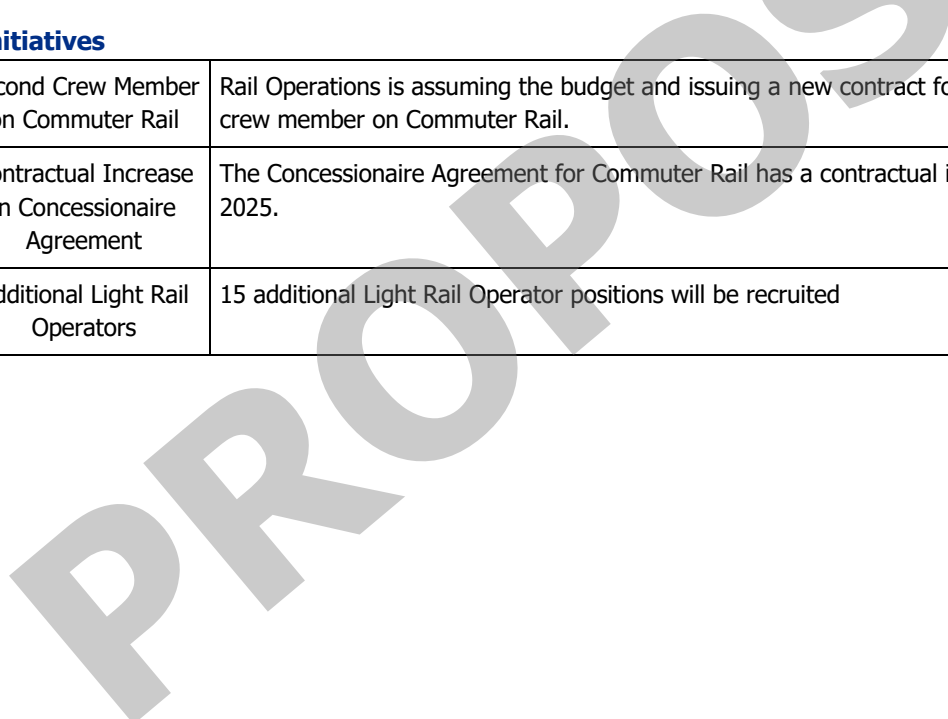 itiatives
cond Crew Member
on Commuter Rail
Rail Operations is assuming the budget and issuing a new contract fo
crew member on Commuter Rail.
ontractual Increase
n Concessionaire
Agreement
The Concessionaire Agreement for Commuter Rail has a contractual i
2025.
dditional Light Rail
Operators
15 additional Light Rail Operator positions will be recruited
PROPOS